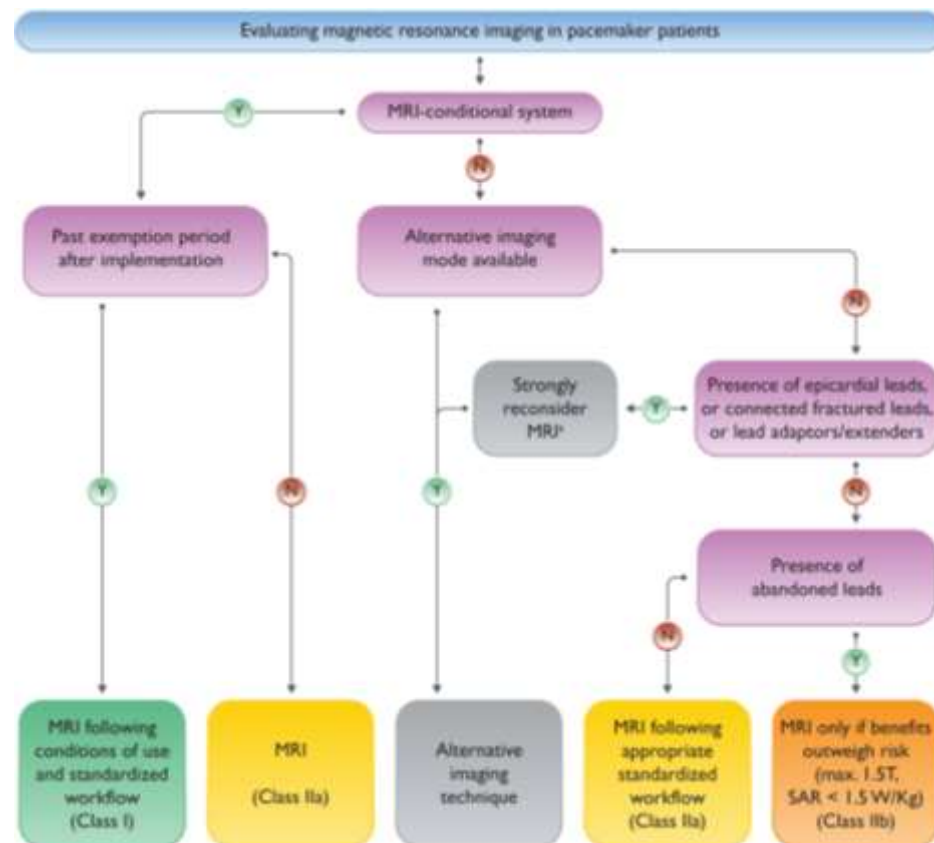 Evaluating magnetic resonance imaging in pacemaker patients
MRI-conditional system
Y
N
Past exemption period
after implementation
Alternative imaging
mode available
N
Strongly
reconsider
MRIᵃ
Y
Presence of epicardial leads,
or connected fractured leads,
or lead adaptors/extenders
Y
N
Y
N
Presence of
abandoned leads
N
Y
MRI following
conditions of use
and standardized
workflow
(Class I)
MRI
(Class IIa)
Alternative
imaging
technique
MRI following
appropriate
standardized
workflow
(Class IIa)
MRI only if benefits
outweigh risk
(max. 1.5T,
SAR < 1.5 W/Kg)
(Class IIb)